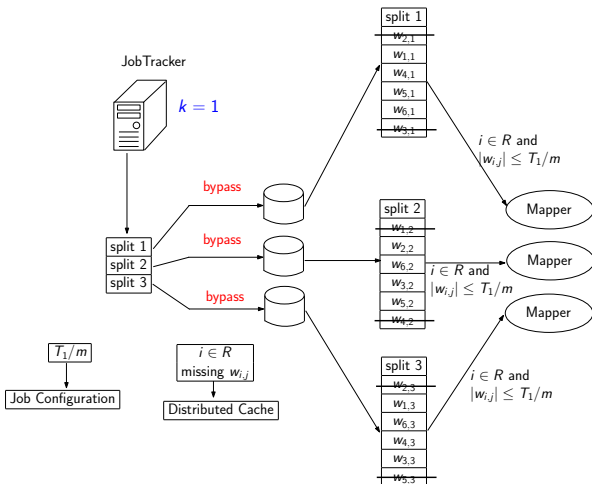 JobTracker
k = 1
split 1
split 2
split 3
bypass
bypass
bypass
split 1
w2,1
w1,1
w4,1
w5,1
w6,1
w3,1
i ∈ R and
|wi,j| ≤ T1/m
Mapper
split 2
w1,2
w2,2
w6,2
w3,2
w5,2
w4,2
i ∈ R and
|wi,j| ≤ T1/m
Mapper
split 3
w2,3
w1,3
w6,3
w4,3
w3,3
w5,3
i ∈ R and
|wi,j| ≤ T1/m
Mapper
T1/m
Job Configuration
i ∈ R
missing wi,j
Distributed Cache